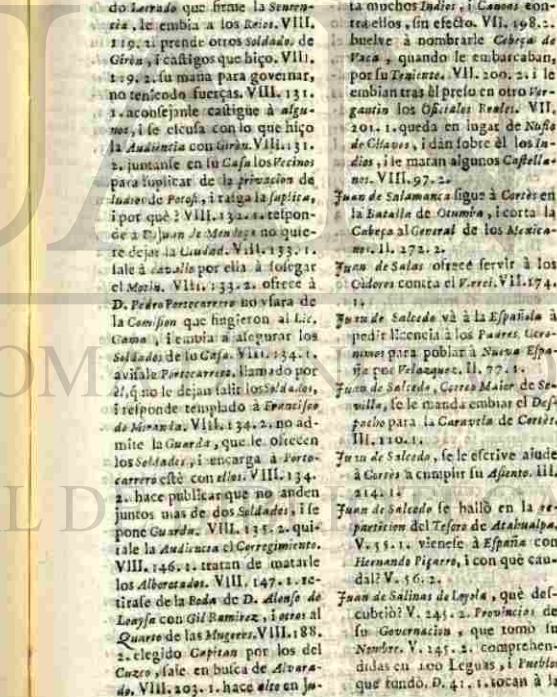 do Letrado que firme la Senten-
cia, le embia a los Reies. VIII.
119. 2. prende otros Soldados de
Girón, i castigos que hiço. VIII.
119. 2. su maña para governar,
no teniendo fuerças. VIII. 131.
1. aconsejanle castigue à algu-
nos, i se escusa con lo que hiço
la Audiencia con Girón. VIII. 131.
2. juntanse en su Casa los Vecinos
para suplicar de la privacion de
Indios de Potosi, i tralga la suplica,
i por què? VIII. 132. 1. respon-
de à D. Juan de Mendoça no quie-
re dejar la Ciudad. VIII. 133. 1.
sale à cavallo por ella à sosegar
el Motin. VIII. 133. 2. ofrece à
D. Pedro Portocarrero no vsara de
la Comision que fingieron al Lic.
Gama, i embia à asegurar los
Soldados de su Casa. VIII. 134. 1.
avisale Portocarrero, llamado por
èl, q no le dejan salir los Soldados,
i responde templado à Francisco
de Miranda. VIII. 134. 2. no ad-
mite la Guarda, que le ofrecen
los Soldados, i encarga à Porto-
carrero estè con ellos. VIII. 134.
2. hace publicar que no anden
juntos mas de dos Soldados, i se
pone Guarda. VIII. 135. 2. qui-
tale la Audiencia el Corregimiento.
VIII. 146. 1. tratan de matarle
los Alborotados. VIII. 147. 1. re-
tirase de la Boda de D. Alonso de
Loaysa con Gil Ramirez, i otros al
Quarto de las Mugeres. VIII. 188.
2. elegido Capitan por los del
Cuzco, sale en busca de Alvara-
do. VIII. 203. 1. hace alto en Ju-
ta muchos Indios, i Canoas con-
tra ellos, sin efecto. VII. 198. 2.
buelve à nombrarle Cabeça de
Vaca, quando le embarcaban,
por su Teniente. VII. 200. 2. i le
embian tras èl preso en otro Ver-
gantin los Oficiales Reales. VII.
201. 1. queda en lugar de Nuflo
de Chaves, i dàn sobre èl los In-
dios, i le matan algunos Castella-
nos. VIII. 97. 2.
Juan de Salamanca sigue à Cortès en
la Batalla de Otumba, i corta la
Cabeça al General de los Mexica-
nos. II. 272. 2.
Juan de Salas ofrece servir à los
Oidores contra el Virrei. VII. 174.
1.
Juan de Salcedo và à la Española à
pedir licencia à los Padres Gero-
nimos para poblar à Nueva Espa-
ña por Velazquez. II. 77. 1.
Juan de Salcedo, Correo Maior de Se-
villa, se le manda embiar el Des-
pacho para la Caravela de Cortès.
III. 110. 1.
Juan de Salcedo, se le escrive aiude
à Cortès à cumplir su Asiento. III.
214. 1.
Juan de Salcedo se hallò en la re-
particion del Tesoro de Atahualpa.
V. 55. 1. vienese à España con
Hernando Piçarro, i con què cau-
dal? V. 56. 2.
Juan de Salinas de Loyola, què des-
cubriò? V. 245. 2. Provincias de
su Governacion, que tomò su
Nombre. V. 245. 2. comprehen-
didas en 100 Leguas, i Pueblos
que fundò. D. 41. 1. tocan à la